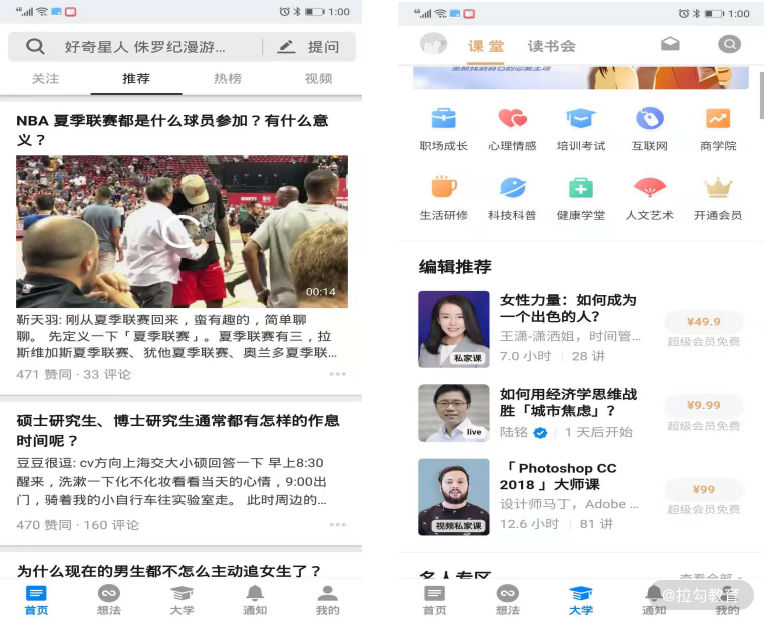 1:00
好奇星人 侏罗纪漫游...
提问
关注
推荐
热榜
视频
NBA 夏季联赛都是什么球员参加？有什么意
义？
00:14
靳天羽: 刚从夏季联赛回来，蛮有趣的，简单聊
聊。 先定义一下「夏季联赛」。夏季联赛有三，拉
斯维加斯夏季联赛、犹他夏季联赛、奥兰多夏季联...
471 赞同 · 33 评论
硕士研究生、博士研究生通常都有怎样的作息
时间呢？
豆豆很逗: cv方向上海交大小硕回答一下 早上8:30
醒来，洗漱一下化不化妆看看当天的心情，9:00出
门，骑着我的小自行车往实验室走。 此时周边的...
470 赞同 · 160 评论
为什么现在的男生都不怎么主动追女生了？
首页
想法
大学
通知
我的
1:00
课堂
读书会
重新找到自己的恋爱全场
职场成长
心理情感
培训考试
互联网
商学院
生活研修
科技科普
健康学堂
人文艺术
开通会员
编辑推荐
私家课
女性力量：如何成为
一个出色的人？
王潇-潇洒姐，时间管...
7.0 小时
28 讲
¥49.9
超级会员免费
live
如何用经济学思维战
胜「城市焦虑」？
陆铭
1 天后开始
¥9.99
超级会员免费
视频私家课
「 Photoshop CC
2018 」大师课
设计师马丁，Adobe ...
12.6 小时
81 讲
¥99
超级会员免费
名人专区
查看全部
首页
想法
大学
通知
我的
@拉勾教育